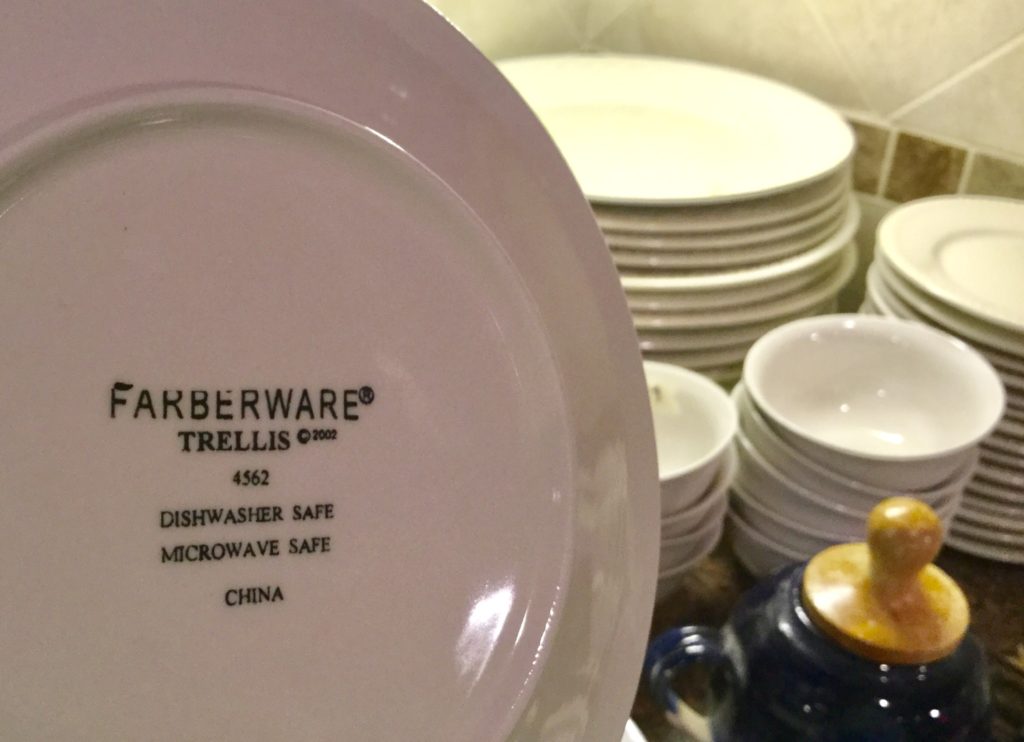 FARBERWARE®
TRELLIS ©2002
4562
DISHWASHER SAFE
MICROWAVE SAFE
CHINA